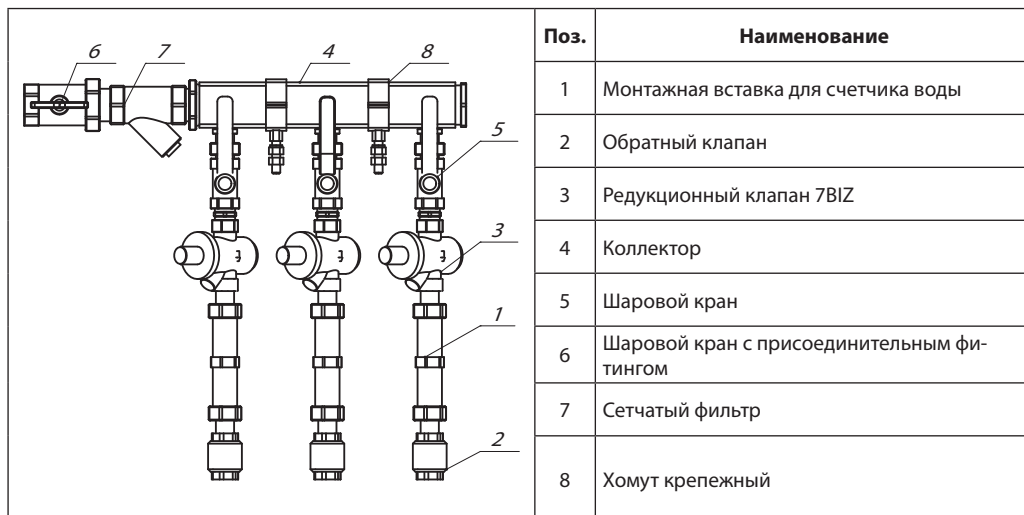 6
7
4
8
5
3
1
2
Поз. Наименование
1 Монтажная вставка для счетчика воды
2 Обратный клапан
3 Редукционный клапан 7BIZ
4 Коллектор
5 Шаровой кран
6 Шаровой кран с присоединительным фи-
тингом
7 Сетчатый фильтр
8 Хомут крепежный